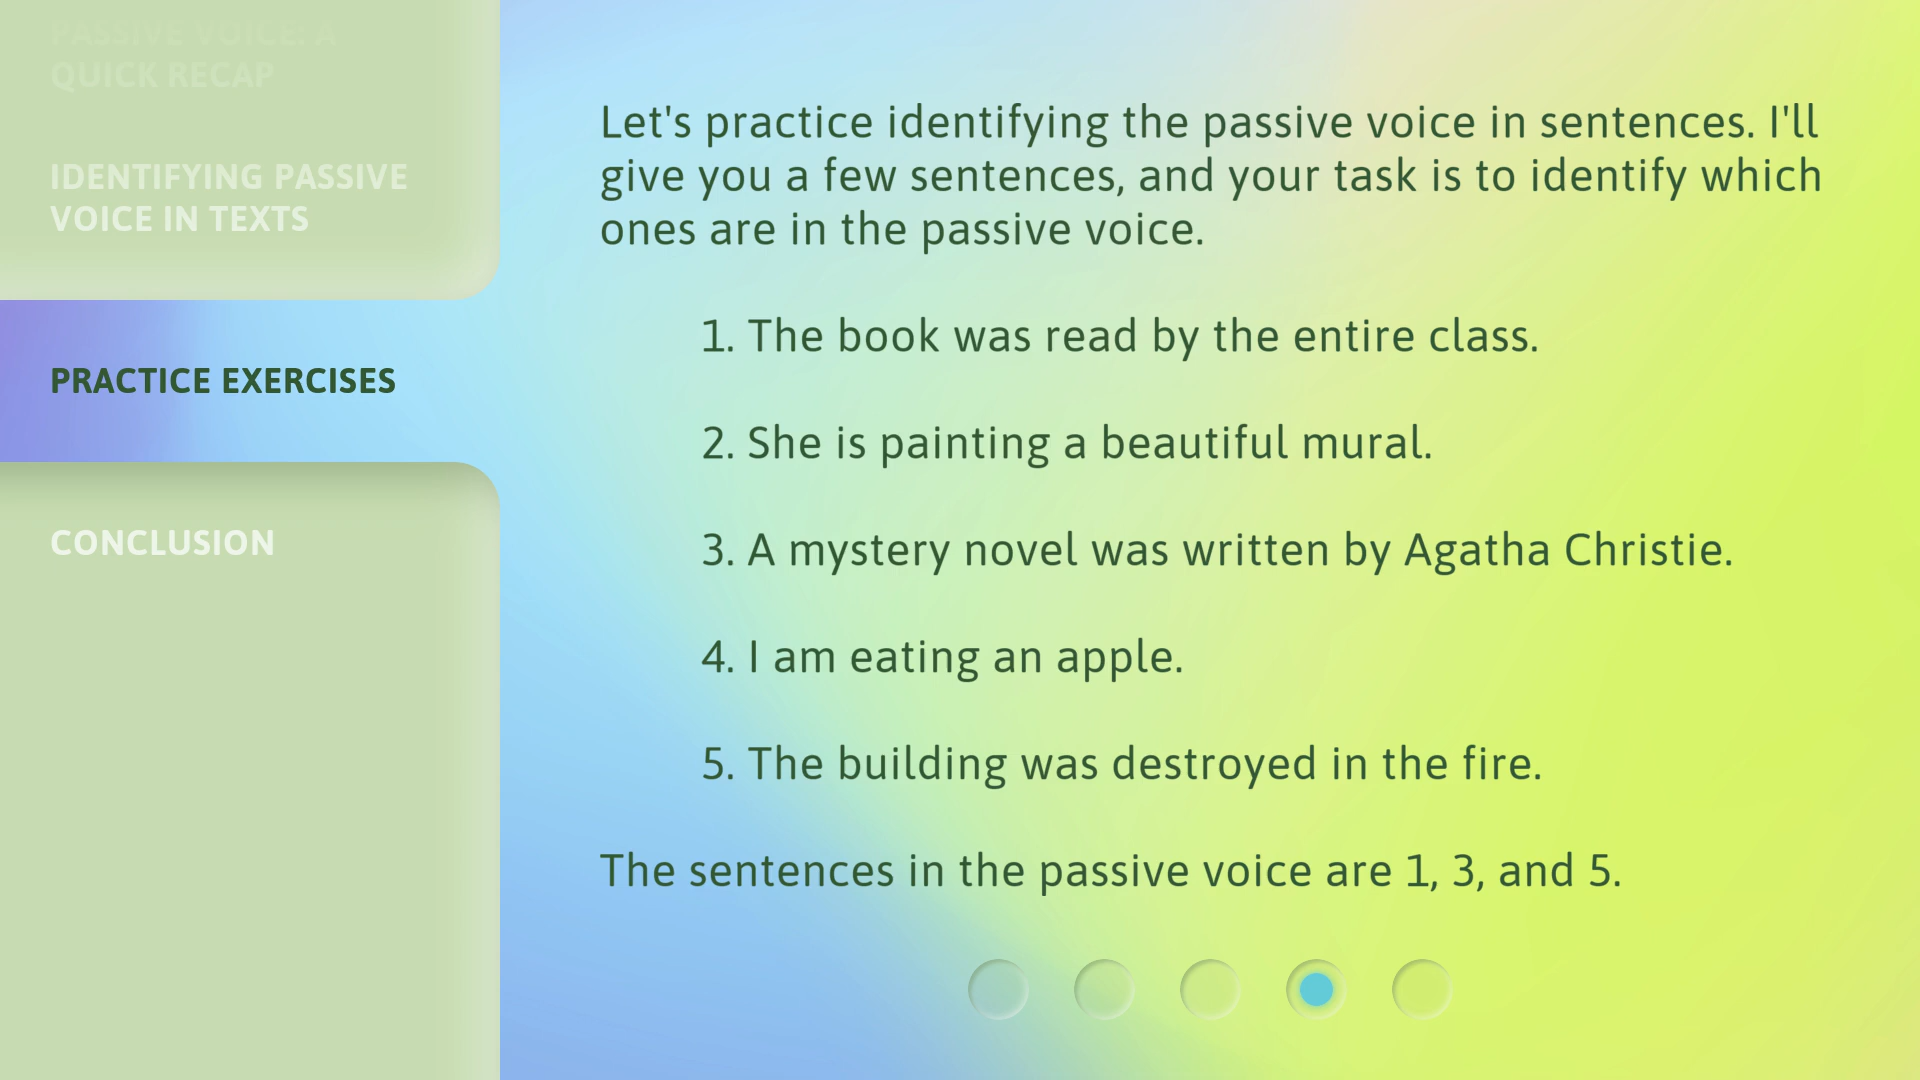 PASSIVE VOICE: A
QUICK RECAP
IDENTIFYING PASSIVE
VOICE IN TEXTS
PRACTICE EXERCISES
CONCLUSION
Let's practice identifying the passive voice in sentences. I'll
give you a few sentences, and your task is to identify which
ones are in the passive voice.
1. The book was read by the entire class.
2. She is painting a beautiful mural.
3. A mystery novel was written by Agatha Christie.
4. I am eating an apple.
5. The building was destroyed in the fire.
The sentences in the passive voice are 1, 3, and 5.